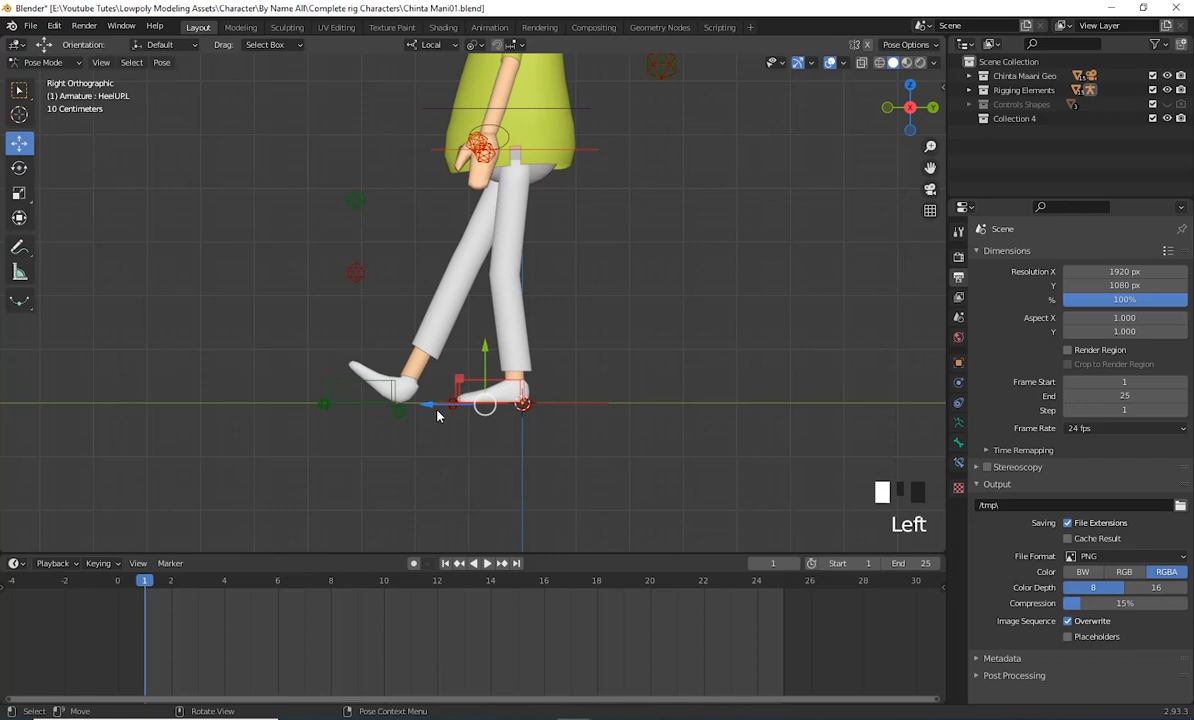 Blender* [E:\Youtube Tutes\Lowpoly Modeling Assets\Character\By Name All\Complete rig Characters\Chinta Mani01.blend]
File Edit Render Window Help Layout Modeling Sculpting UV Editing Texture Paint Shading Animation Rendering Compositing Geometry Nodes Scripting Scene View Layer
Orientation: Default Drag: Select Box Local Pose Options
Pose Mode View Select Pose
Right Orthographic
(1) Armature : HeelUP.L
10 Centimeters
X
Z
Y
Left
Scene Collection
Chinta Maani Geo
Rigging Elements
Controls Shapes
Collection 4
Scene
Dimensions
Resolution X 1920 px
Y 1080 px
% 100%
Aspect X 1.000
Y 1.000
Render Region
Crop to Render Region
Frame Start 1
End 25
Step 1
Frame Rate 24 fps
Time Remapping
Stereoscopy
Output
/tmp\
Saving File Extensions
Cache Result
File Format PNG
Color BW RGB RGBA
Color Depth 8 16
Compression 15%
Image Sequence Overwrite
Placeholders
Metadata
Post Processing
Playback Keying View Marker 1 Start 1 End 25
-4 -2 0 1 2 4 6 8 10 12 14 16 18 20 22 24 26 28 30
Select Move Rotate View Pose Context Menu 2.93.3